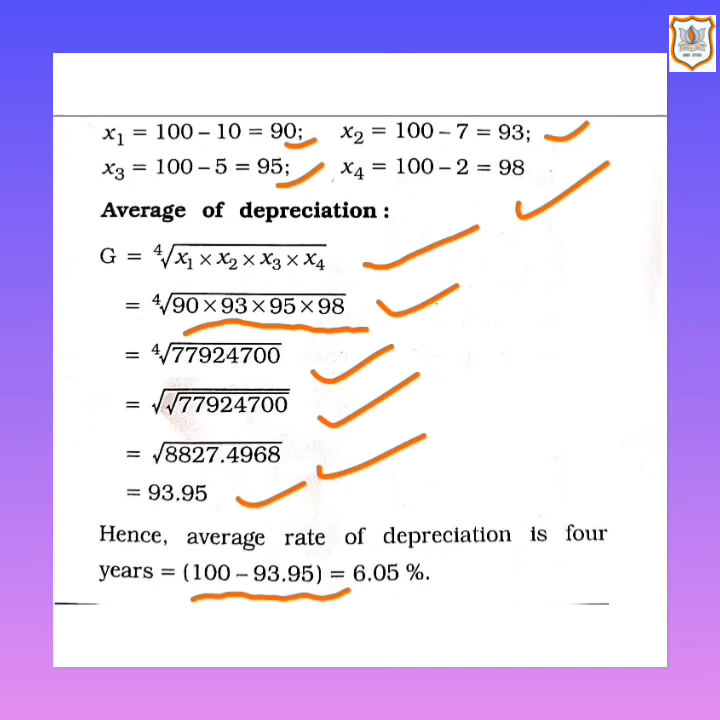 x₁ = 100 – 10 = 90; x₂ = 100 – 7 = 93;
x₃ = 100 – 5 = 95; x₄ = 100 – 2 = 98
Average of depreciation :
G = ⁴√(x₁ × x₂ × x₃ × x₄)
= ⁴√(90 × 93 × 95 × 98)
= ⁴√77924700
= √√77924700
= √8827.4968
= 93.95
Hence, average rate of depreciation is four
years = (100 – 93.95) = 6.05 %.